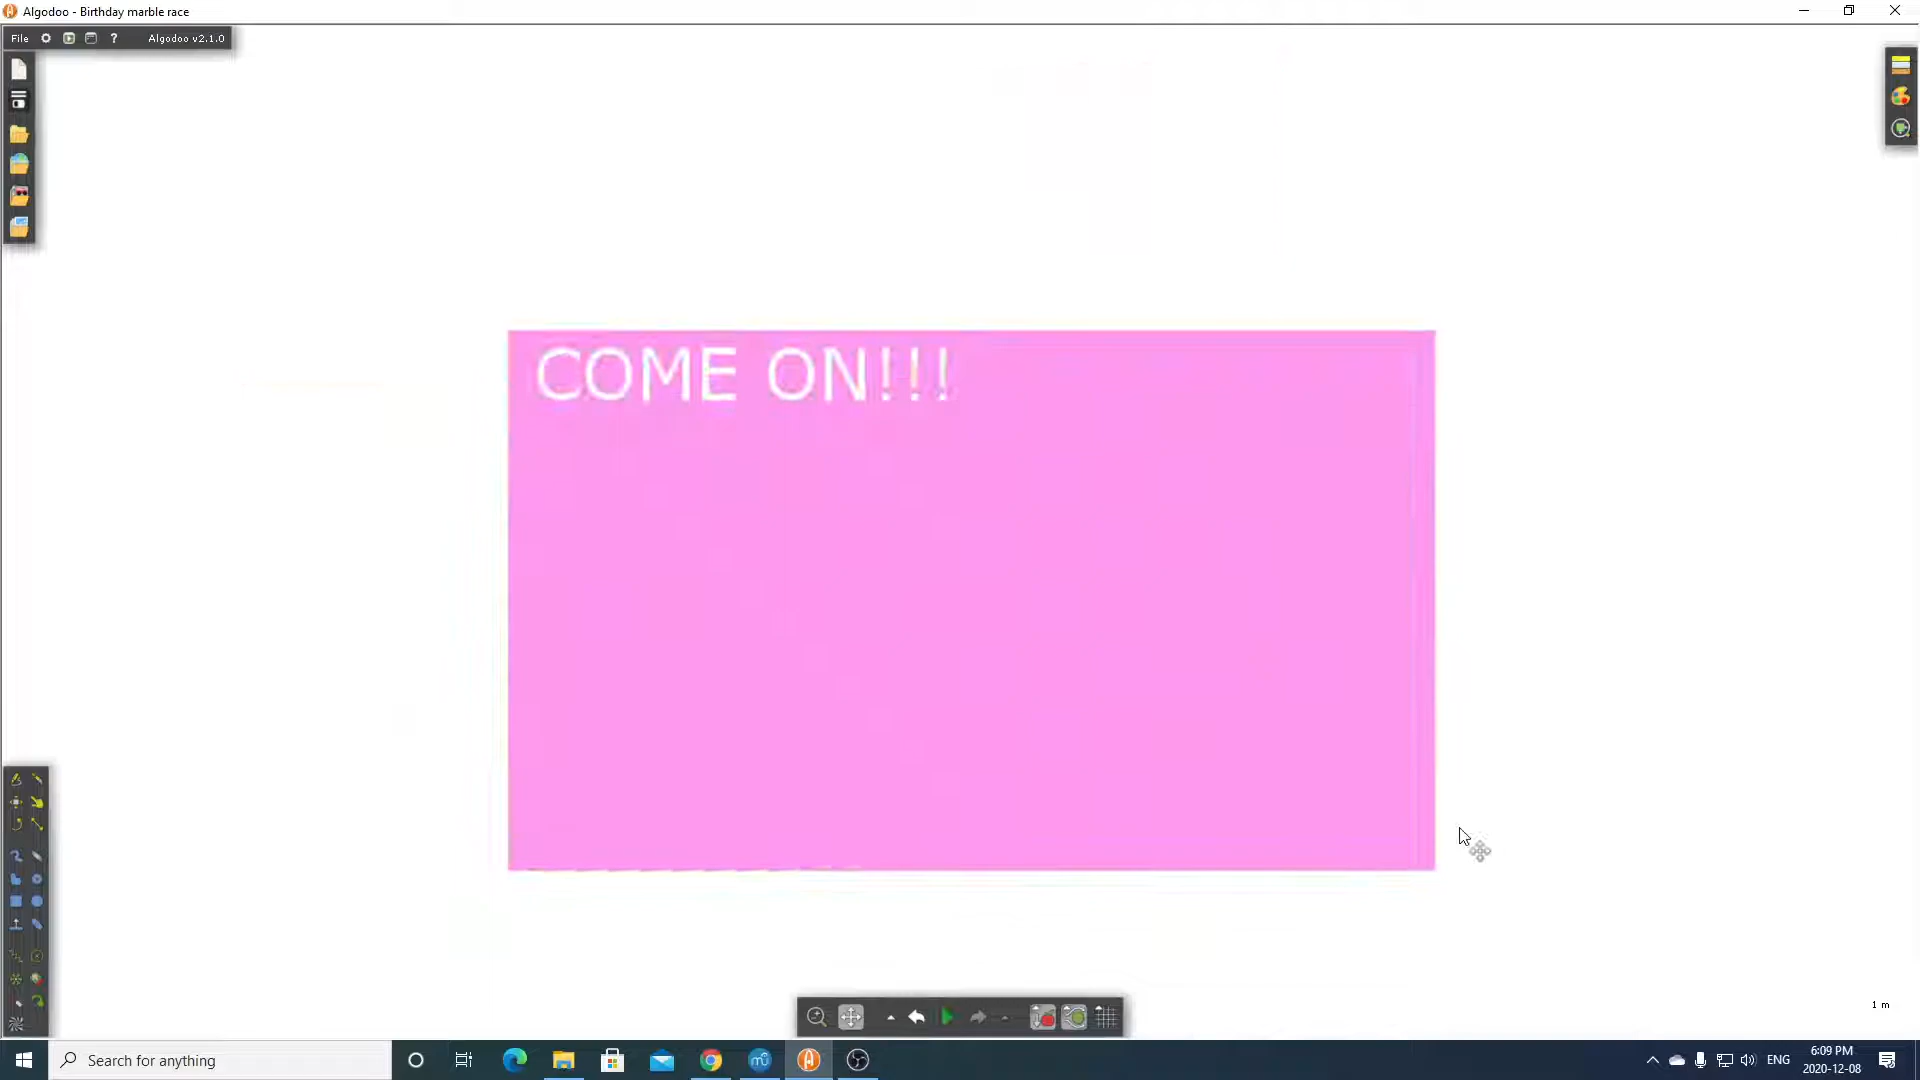 Algodoo - Birthday marble race
File ? Algodoo v2.1.0
COME ON!!!
1 m
Search for anything
ENG
6:09 PM
2020-12-08